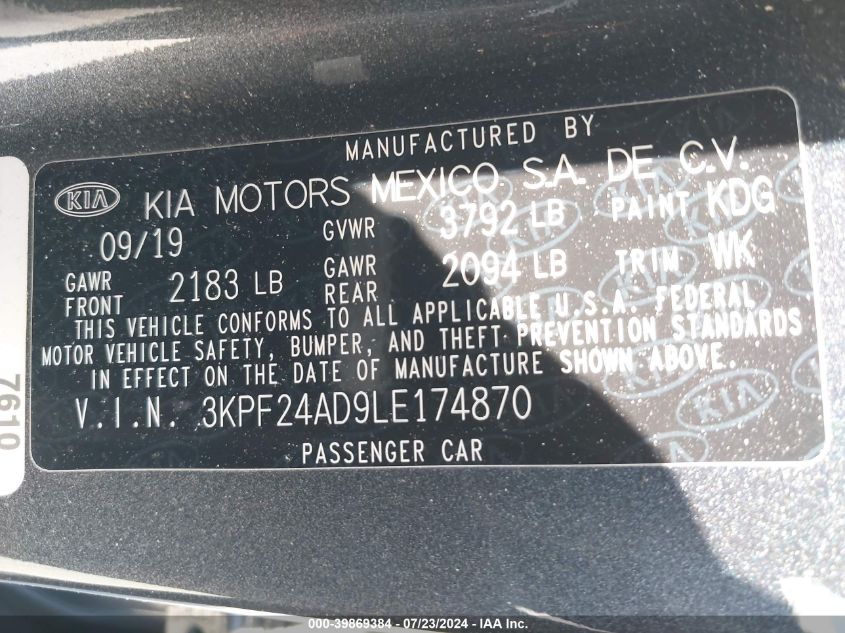 MANUFACTURED BY
KIA KIA MOTORS MEXICO S.A. DE C.V.
09/19 GVWR 3792 LB PAINT KDG
GAWR FRONT 2183 LB GAWR REAR 2094 LB TRIM WK
THIS VEHICLE CONFORMS TO ALL APPLICABLE U.S.A. FEDERAL
MOTOR VEHICLE SAFETY, BUMPER, AND THEFT PREVENTION STANDARDS
IN EFFECT ON THE DATE OF MANUFACTURE SHOWN ABOVE.
V.I.N. 3KPF24AD9LE174870
PASSENGER CAR
7610
000-39869384 | 07/23/2024 - IAA Inc.